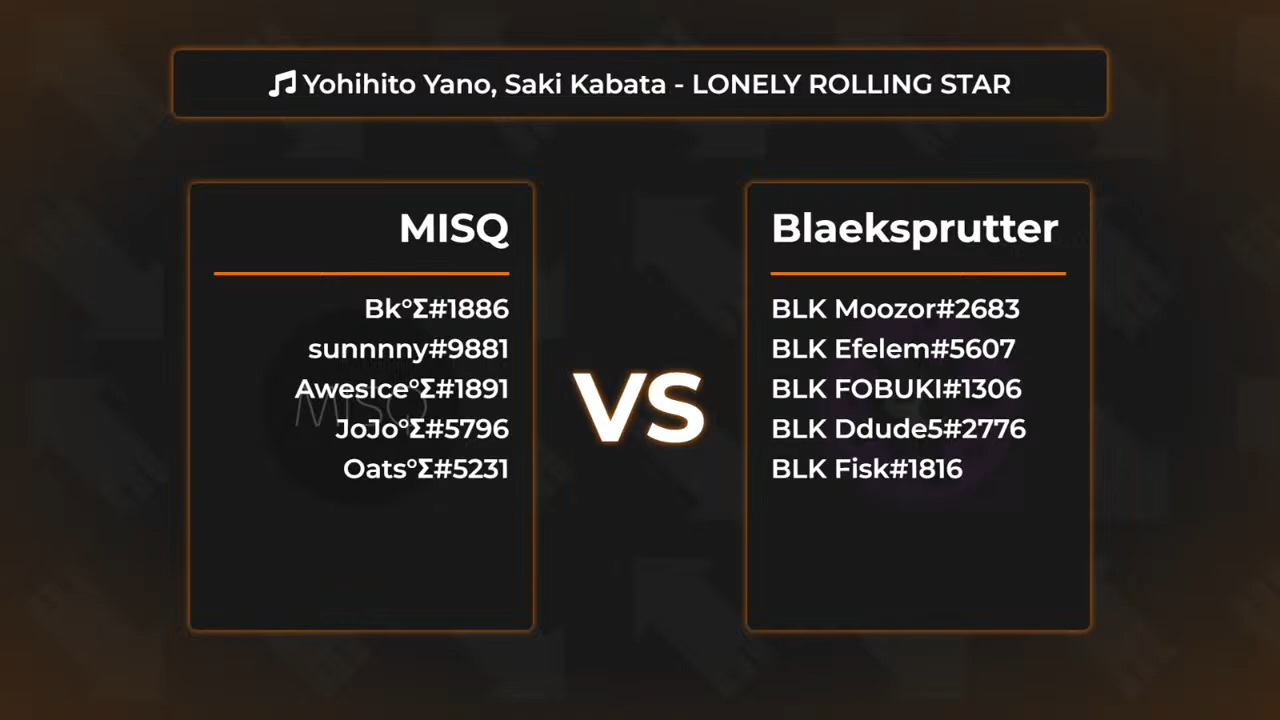 Yohihito Yano, Saki Kabata - LONELY ROLLING STAR
MISQ
Bk°Σ#1886
sunnnny#9881
AwesIce°Σ#1891
JoJo°Σ#5796
Oats°Σ#5231
MISQ
VS
Blaeksprutter
BLK Moozor#2683
BLK Efelem#5607
BLK FOBUKI#1306
BLK Ddude5#2776
BLK Fisk#1816